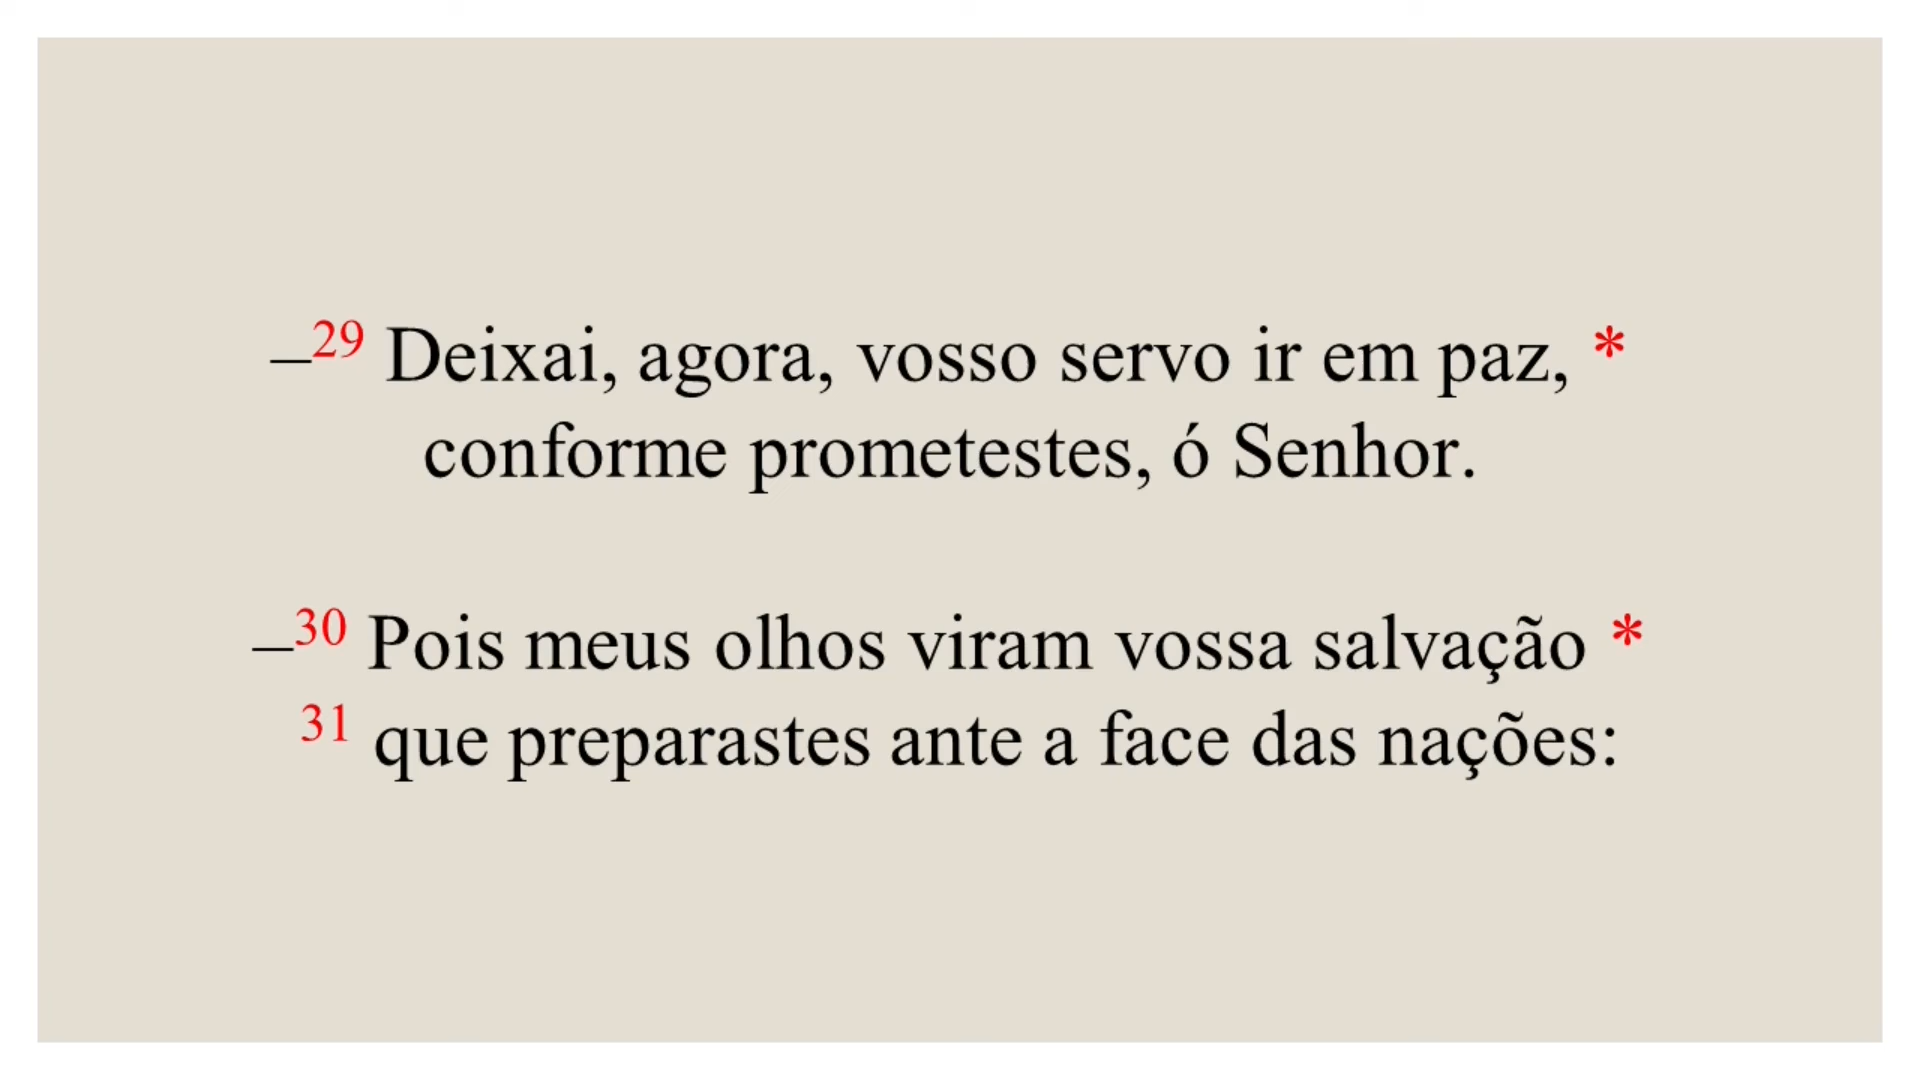 –29 Deixai, agora, vosso servo ir em paz, *
conforme prometestes, ó Senhor.
–30 Pois meus olhos viram vossa salvação *
31 que preparastes ante a face das nações: